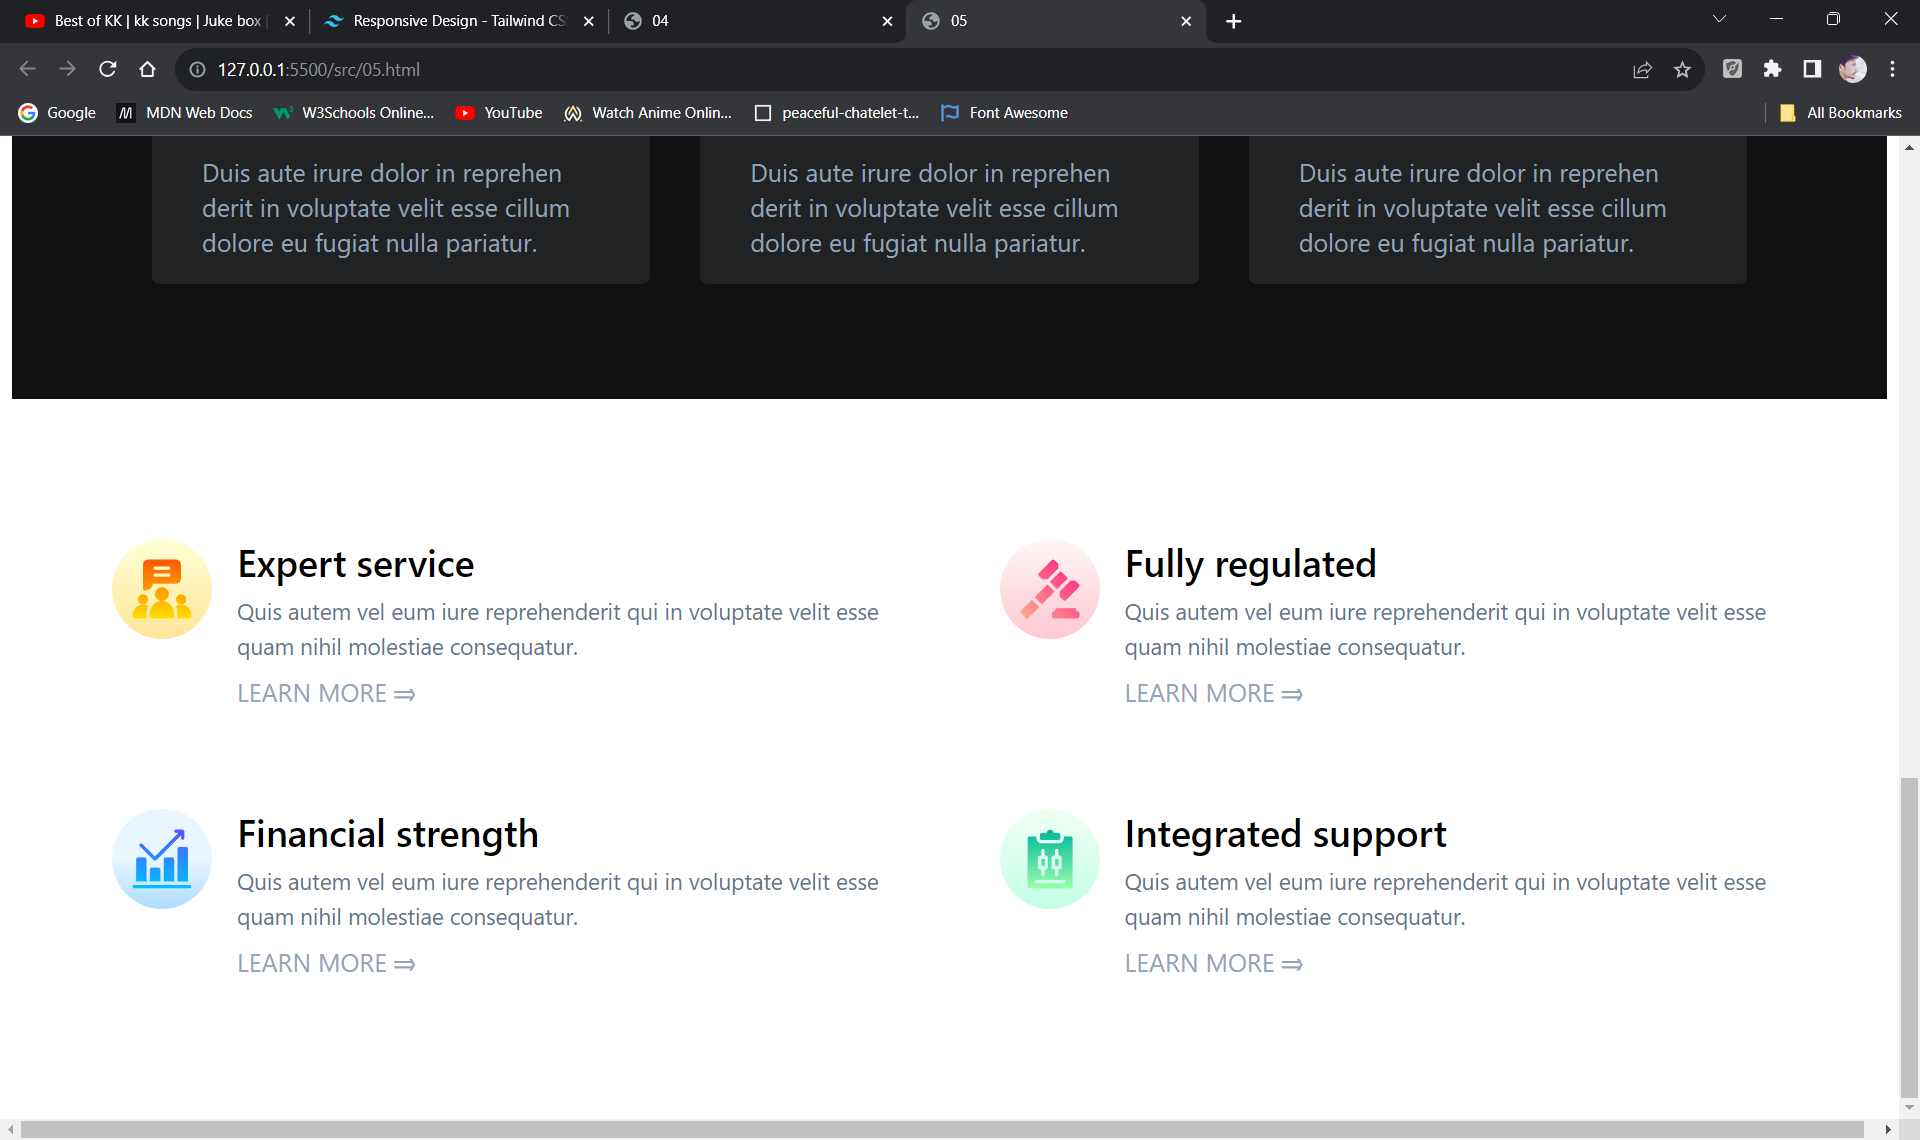 Best of KK | kk songs | Juke box
Responsive Design - Tailwind CS
04
05
127.0.0.1:5500/src/05.html
Google
MDN Web Docs
W3Schools Online...
YouTube
Watch Anime Onlin...
peaceful-chatelet-t...
Font Awesome
All Bookmarks
Duis aute irure dolor in reprehen
derit in voluptate velit esse cillum
dolore eu fugiat nulla pariatur.
Duis aute irure dolor in reprehen
derit in voluptate velit esse cillum
dolore eu fugiat nulla pariatur.
Duis aute irure dolor in reprehen
derit in voluptate velit esse cillum
dolore eu fugiat nulla pariatur.
Expert service
Quis autem vel eum iure reprehenderit qui in voluptate velit esse
quam nihil molestiae consequatur.
LEARN MORE ⇒
Fully regulated
Quis autem vel eum iure reprehenderit qui in voluptate velit esse
quam nihil molestiae consequatur.
LEARN MORE ⇒
Financial strength
Quis autem vel eum iure reprehenderit qui in voluptate velit esse
quam nihil molestiae consequatur.
LEARN MORE ⇒
Integrated support
Quis autem vel eum iure reprehenderit qui in voluptate velit esse
quam nihil molestiae consequatur.
LEARN MORE ⇒